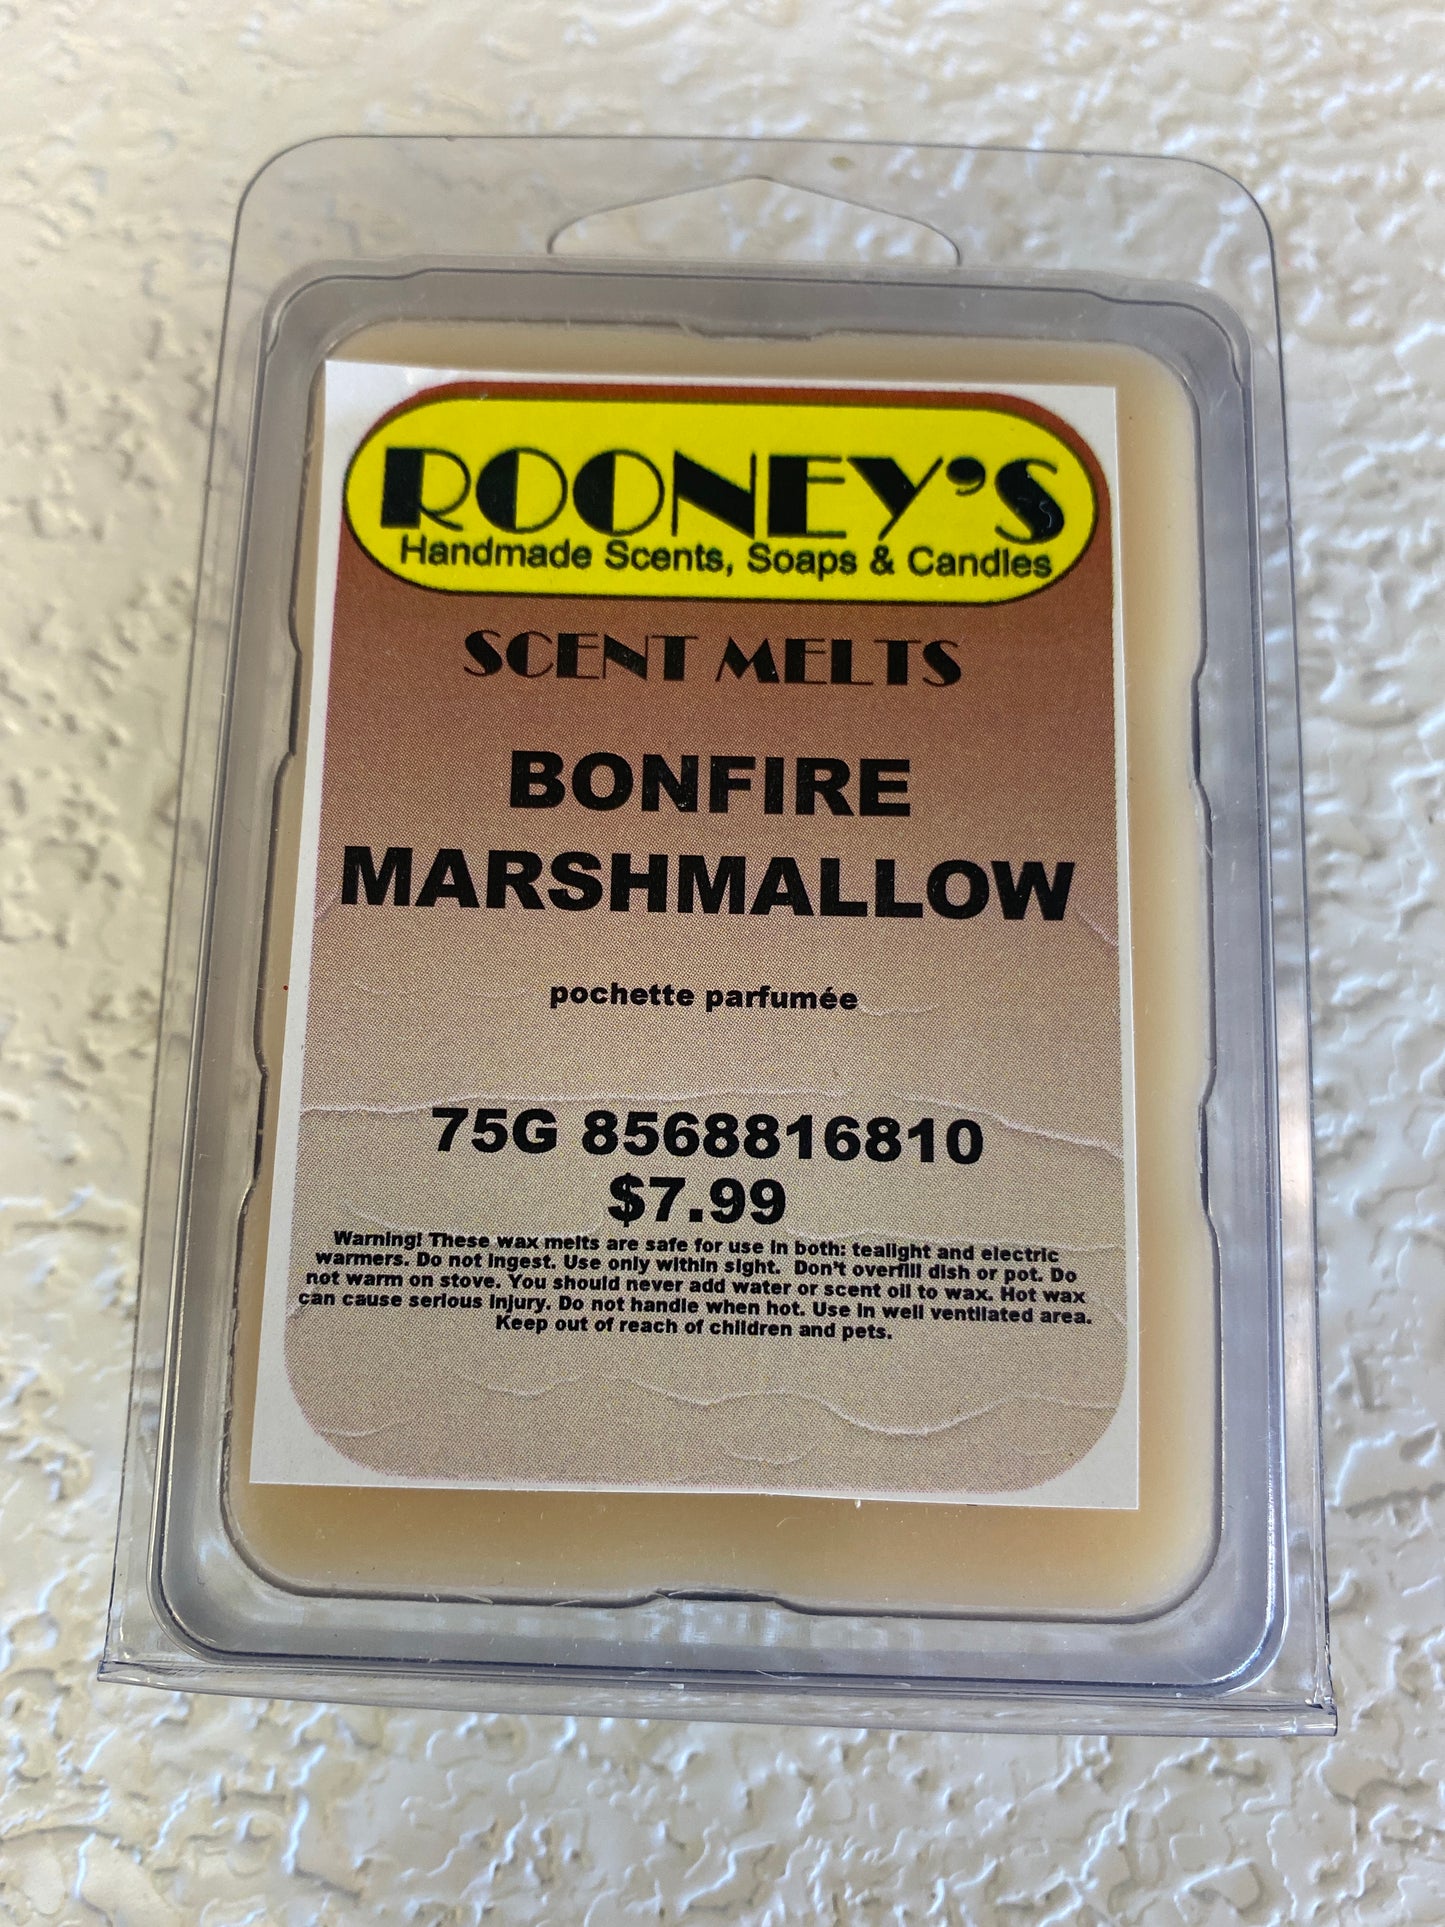 ROONEY'S
Handmade Scents, Soaps & Candles
SCENT MELTS
BONFIRE
MARSHMALLOW
pochette parfumée
75G 8568816810
$7.99
Warning! These wax melts are safe for use in both: tealight and electric
warmers. Do not ingest. Use only within sight. Don't overfill dish or pot. Do
not warm on stove. You should never add water or scent oil to wax. Hot wax
can cause serious injury. Do not handle when hot. Use in well ventilated area.
Keep out of reach of children and pets.